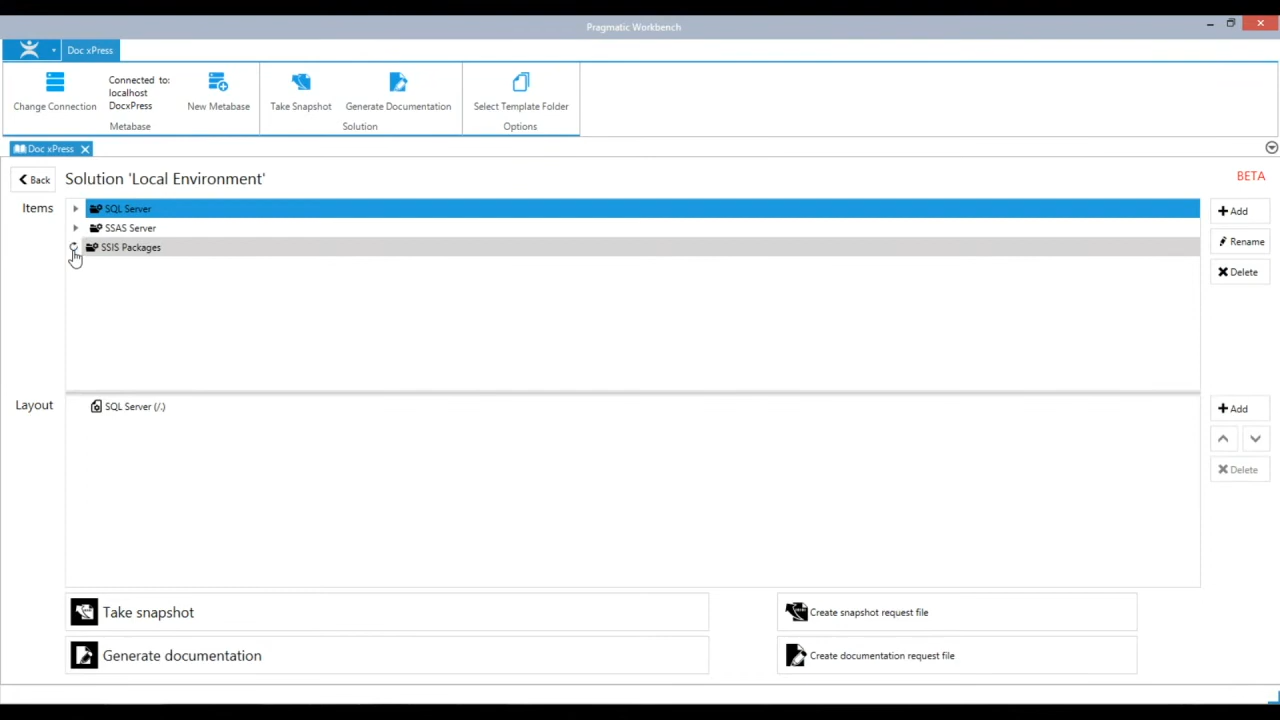 Pragmatic Workbench
Doc xPress
Change Connection
Connected to:
localhost
DocxPress
New Metabase
Metabase
Take Snapshot
Generate Documentation
Solution
Select Template Folder
Options
Doc xPress
Back
Solution 'Local Environment'
BETA
Items
SQL Server
SSAS Server
SSIS Packages
Add
Rename
Delete
Layout
SQL Server (/.)
Add
Delete
Take snapshot
Create snapshot request file
Generate documentation
Create documentation request file